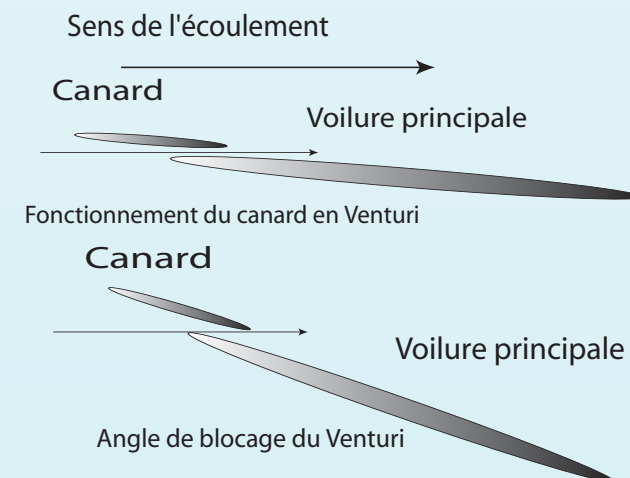 Sens de l'écoulement
Canard
Voilure principale
Fonctionnement du canard en Venturi
Canard
Voilure principale
Angle de blocage du Venturi